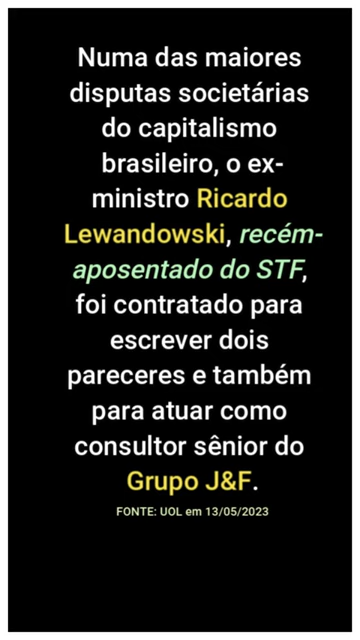 Numa das maiores
disputas societárias
do capitalismo
brasileiro, o ex-
ministro Ricardo
Lewandowski, recém-
aposentado do STF,
foi contratado para
escrever dois
pareceres e também
para atuar como
consultor sênior do
Grupo J&F.
FONTE: UOL em 13/05/2023